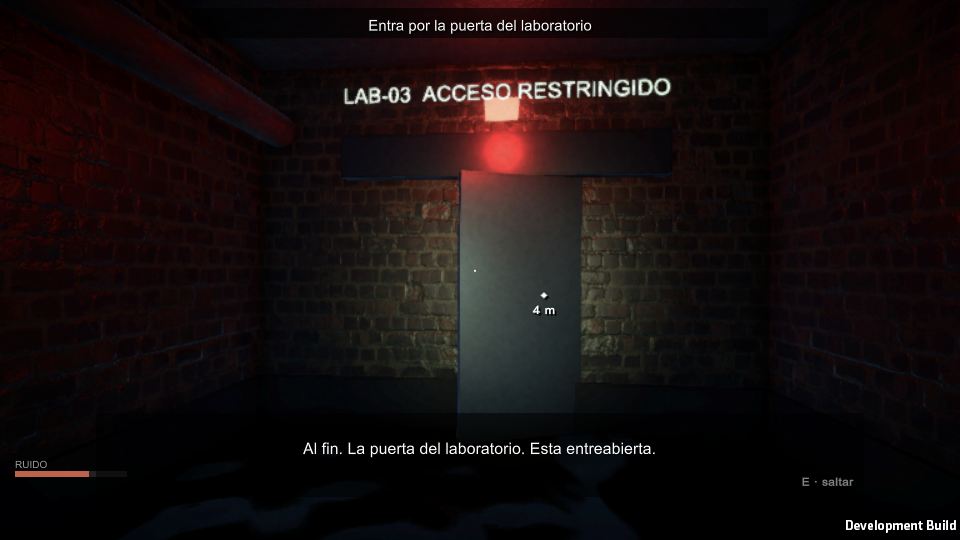 Entra por la puerta del laboratorio
LAB-03 ACCESO RESTRINGIDO
4 m
Al fin. La puerta del laboratorio. Esta entreabierta.
RUIDO
E · saltar
Development Build